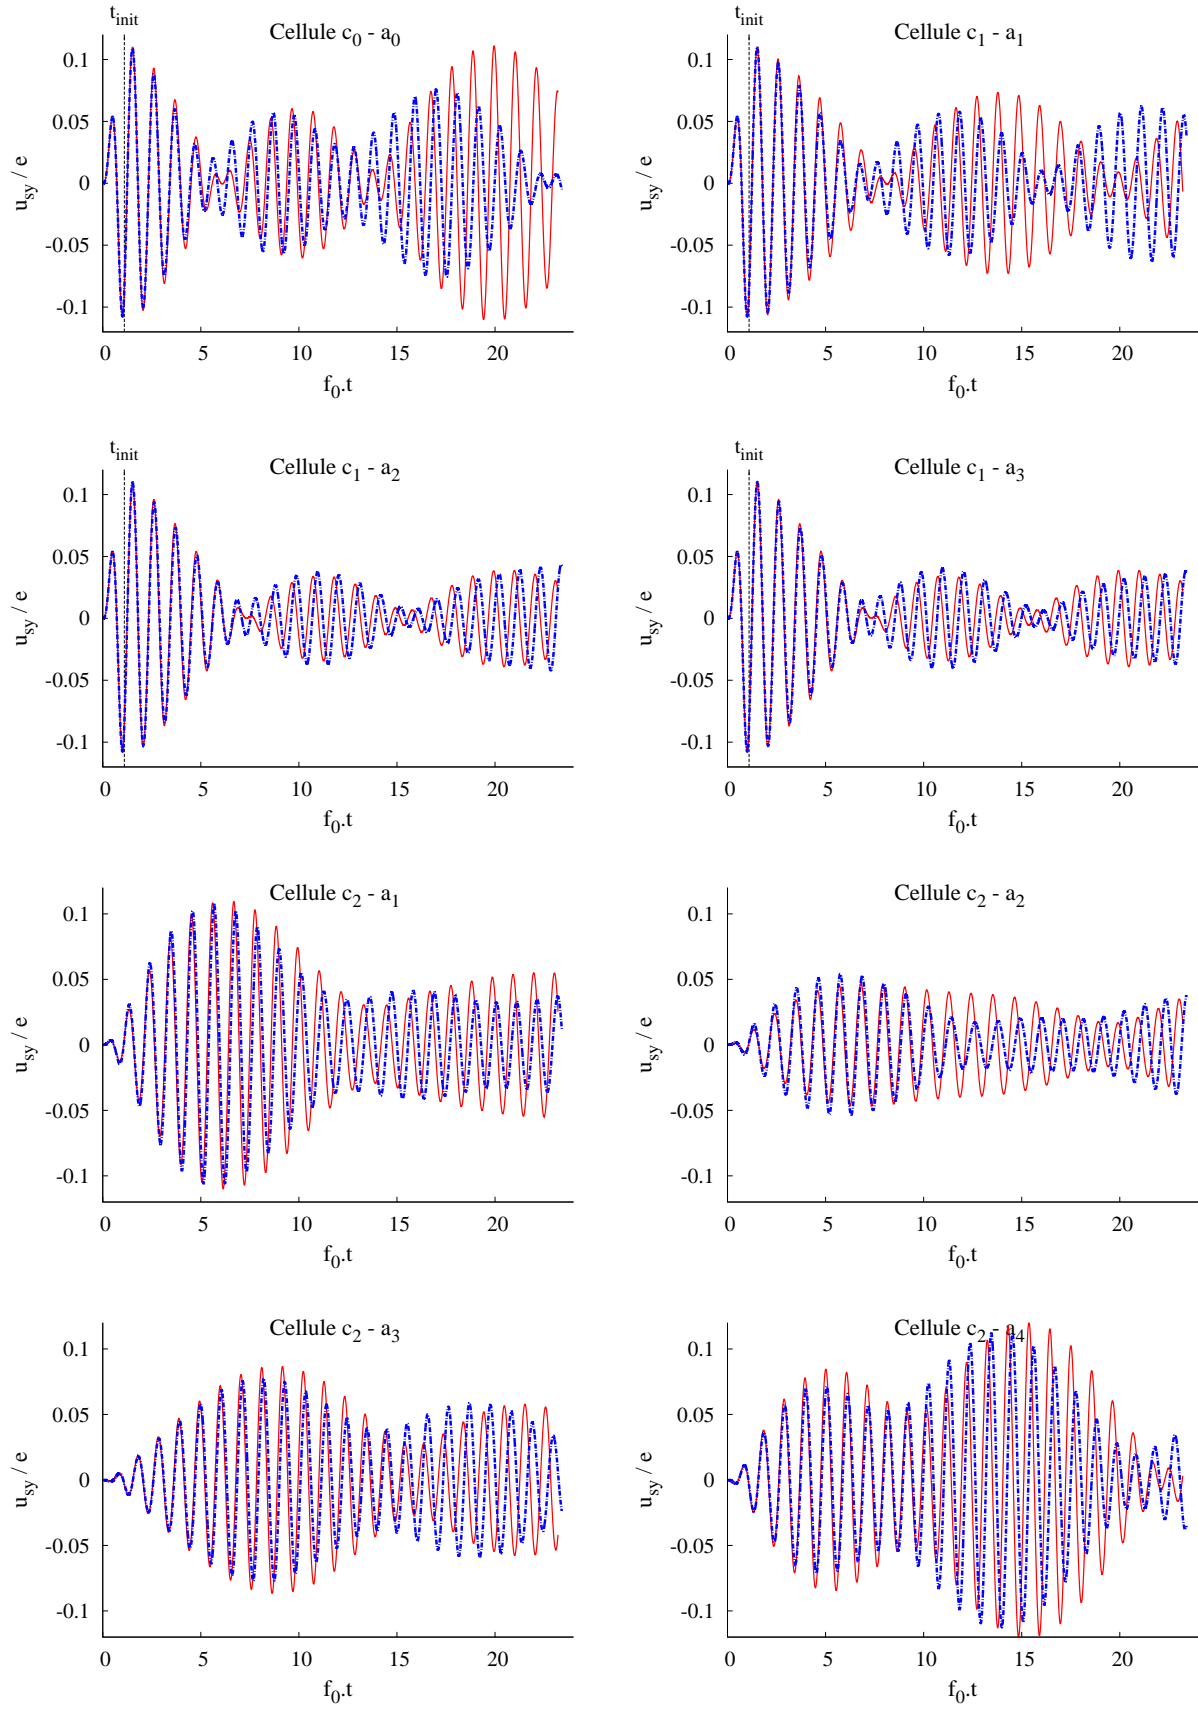 t_init Cellule c_0 - a_0
0.1
0.05
0
-0.05
-0.1
u_sy / e
0 5 10 15 20
f_0.t
t_init Cellule c_1 - a_1
0.1
0.05
0
-0.05
-0.1
u_sy / e
0 5 10 15 20
f_0.t
t_init Cellule c_1 - a_2
0.1
0.05
0
-0.05
-0.1
u_sy / e
0 5 10 15 20
f_0.t
t_init Cellule c_1 - a_3
0.1
0.05
0
-0.05
-0.1
u_sy / e
0 5 10 15 20
f_0.t
Cellule c_2 - a_1
0.1
0.05
0
-0.05
-0.1
u_sy / e
0 5 10 15 20
f_0.t
Cellule c_2 - a_2
0.1
0.05
0
-0.05
-0.1
u_sy / e
0 5 10 15 20
f_0.t
Cellule c_2 - a_3
0.1
0.05
0
-0.05
-0.1
u_sy / e
0 5 10 15 20
f_0.t
Cellule c_2 - a_4
0.1
0.05
0
-0.05
-0.1
u_sy / e
0 5 10 15 20
f_0.t